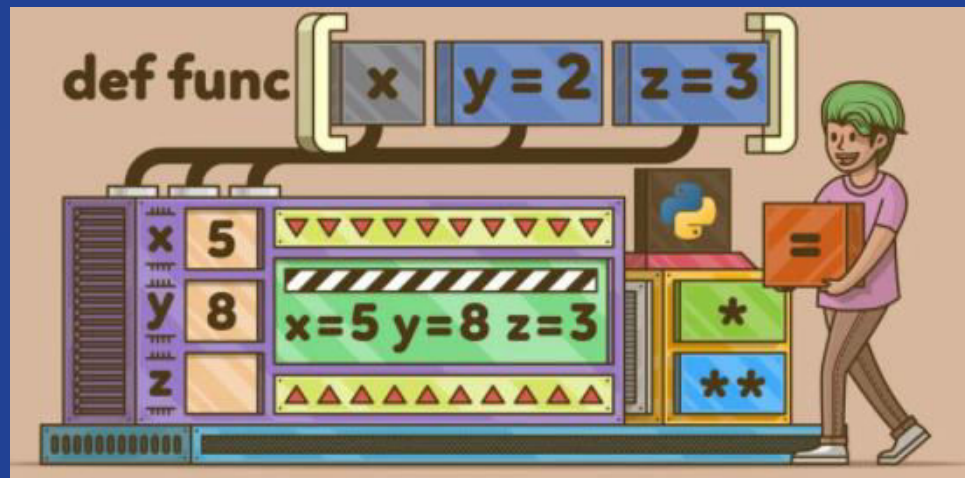 def func [ x y = 2 z = 3 ]
x 5
y 8
z
x=5 y=8 z=3
=
*
**